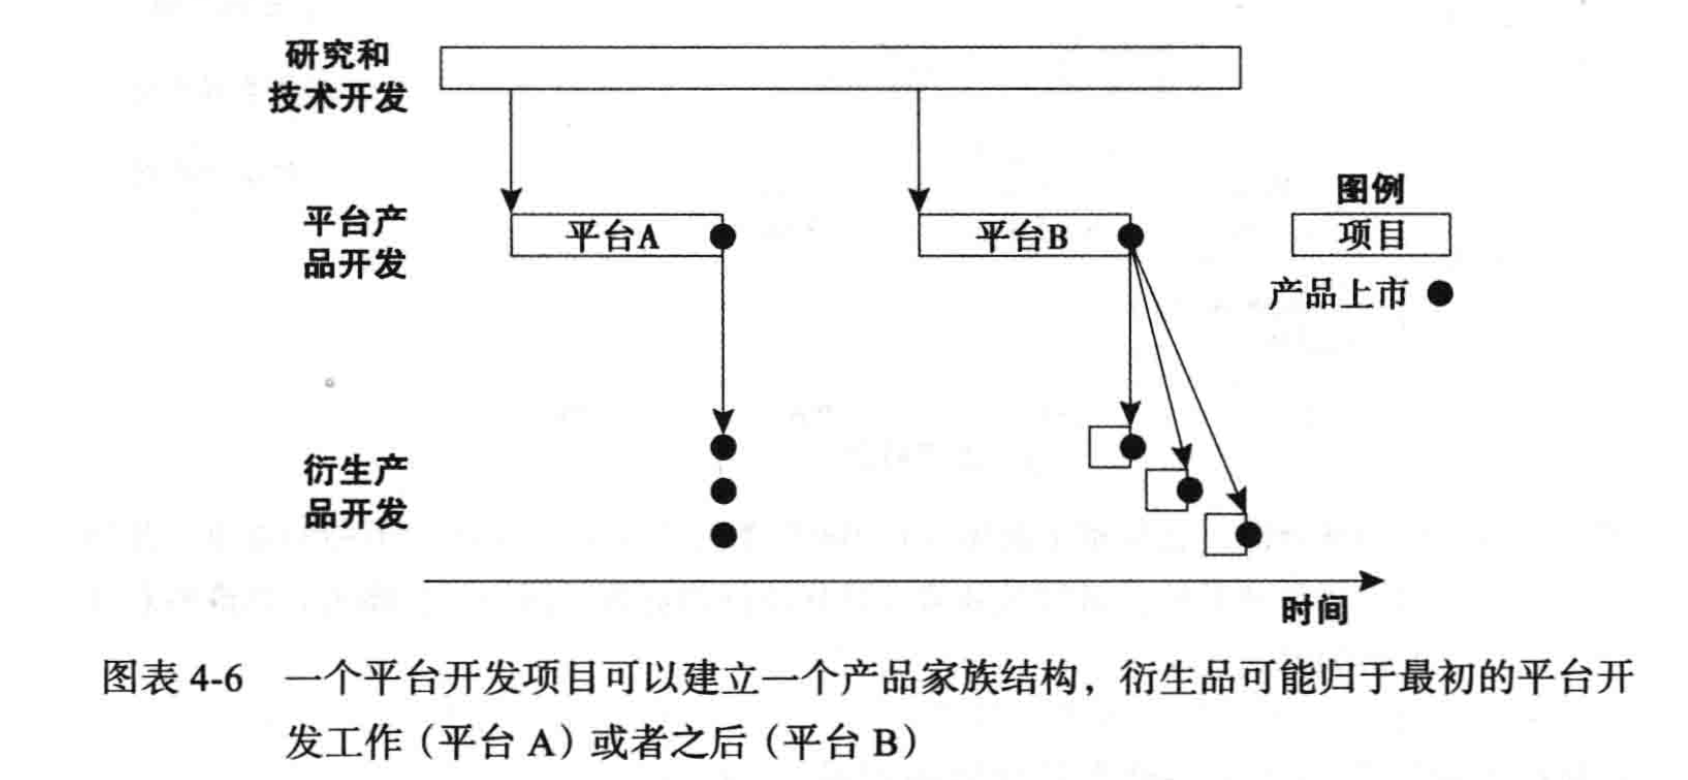 研究和
技术开发
平台产
品开发
平台A
平台B
图例
项目
产品上市
衍生产
品开发
时间
图表 4-6 一个平台开发项目可以建立一个产品家族结构，衍生品可能归于最初的平台开
发工作（平台 A）或者之后（平台 B）